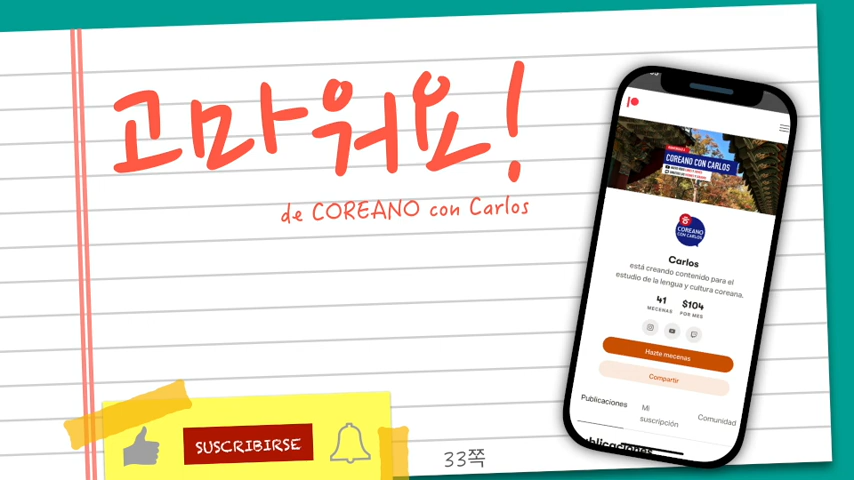 고마워요!
de COREANO con Carlos
COREANO CON CARLOS
COREANO
CON CARLOS
Carlos
está creando contenido para el
estudio de la lengua y cultura coreana.
41 $104
MECENAS POR MES
Hazte mecenas
Compartir
Publicaciones Mi suscripción Comunidad
Publicaciones
SUSCRIBIRSE
33쪽